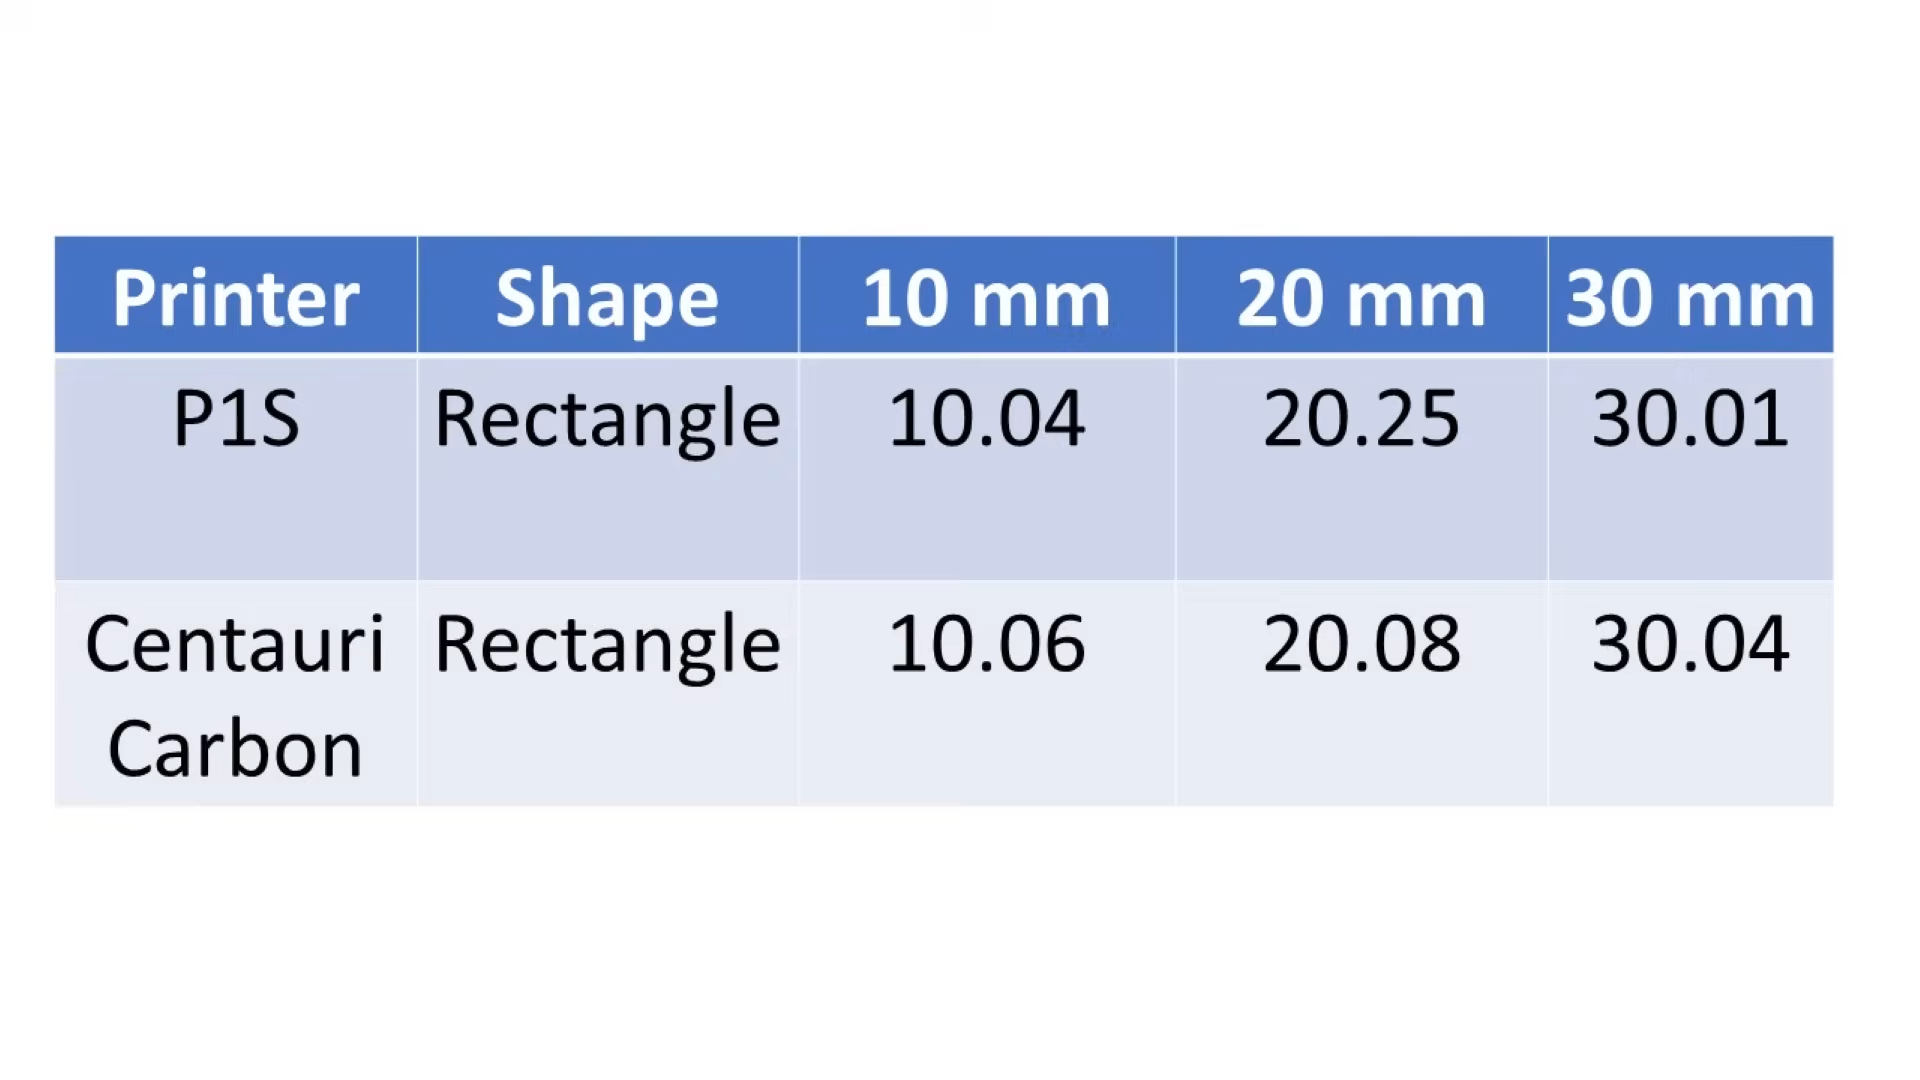 Printer Shape 10 mm 20 mm 30 mm
P1S Rectangle 10.04 20.25 30.01
Centauri Rectangle 10.06 20.08 30.04
Carbon